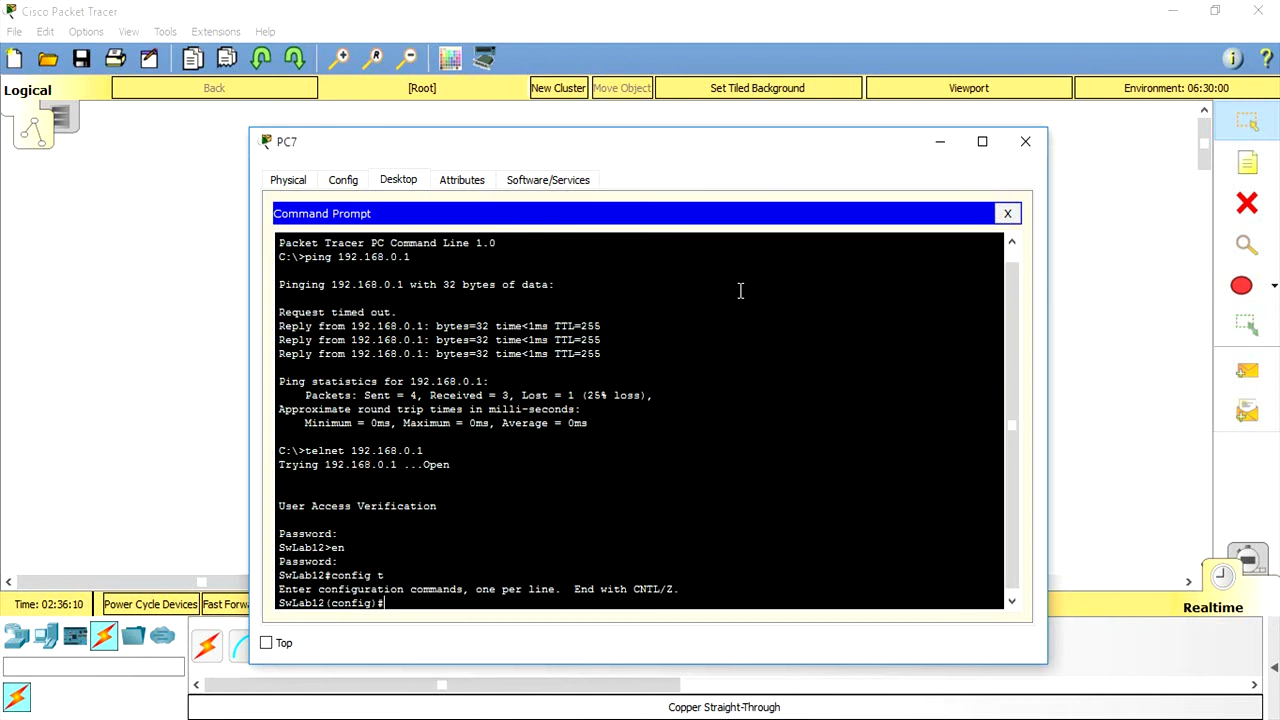 Cisco Packet Tracer
File Edit Options View Tools Extensions Help
Logical Back [Root] New Cluster Move Object Set Tiled Background Viewport Environment: 06:30:00
PC7
Physical Config Desktop Attributes Software/Services
Command Prompt X
Packet Tracer PC Command Line 1.0
C:\>ping 192.168.0.1
Pinging 192.168.0.1 with 32 bytes of data:
Request timed out.
Reply from 192.168.0.1: bytes=32 time<1ms TTL=255
Reply from 192.168.0.1: bytes=32 time<1ms TTL=255
Reply from 192.168.0.1: bytes=32 time<1ms TTL=255
Ping statistics for 192.168.0.1:
Packets: Sent = 4, Received = 3, Lost = 1 (25% loss),
Approximate round trip times in milli-seconds:
Minimum = 0ms, Maximum = 0ms, Average = 0ms
C:\>telnet 192.168.0.1
Trying 192.168.0.1 ...Open
User Access Verification
Password:
SwLab12>en
Password:
SwLab12#config t
Enter configuration commands, one per line. End with CNTL/Z.
SwLab12(config)#
Time: 02:36:10 Power Cycle Devices Fast Forw Realtime
Top
Copper Straight-Through